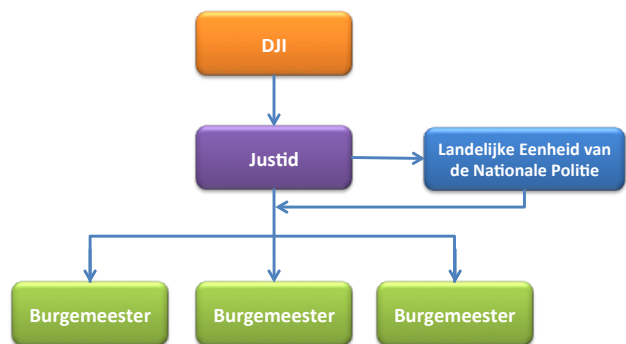 DJI
Justid
Landelijke Eenheid van
de Nationale Politie
Burgemeester
Burgemeester
Burgemeester